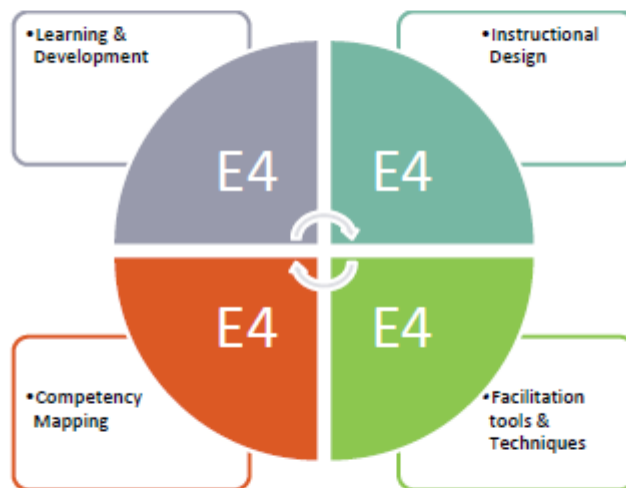 •Learning &
Development
•Instructional
Design
E4
E4
E4
E4
•Competency
Mapping
•Facilitation
tools &
Techniques